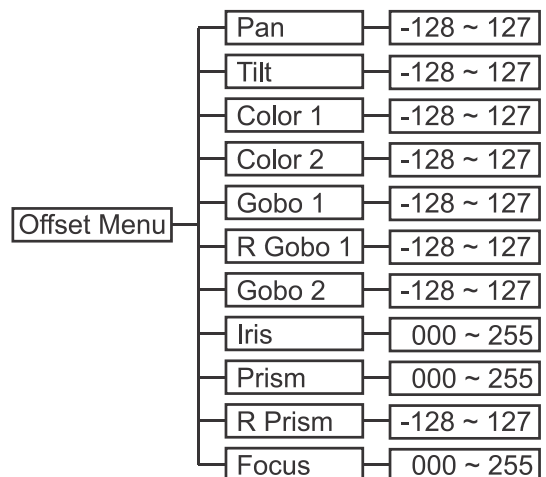 Pan -128 ~ 127
Tilt -128 ~ 127
Color 1 -128 ~ 127
Color 2 -128 ~ 127
Gobo 1 -128 ~ 127
Offset Menu
R Gobo 1 -128 ~ 127
Gobo 2 -128 ~ 127
Iris 000 ~ 255
Prism 000 ~ 255
R Prism -128 ~ 127
Focus 000 ~ 255